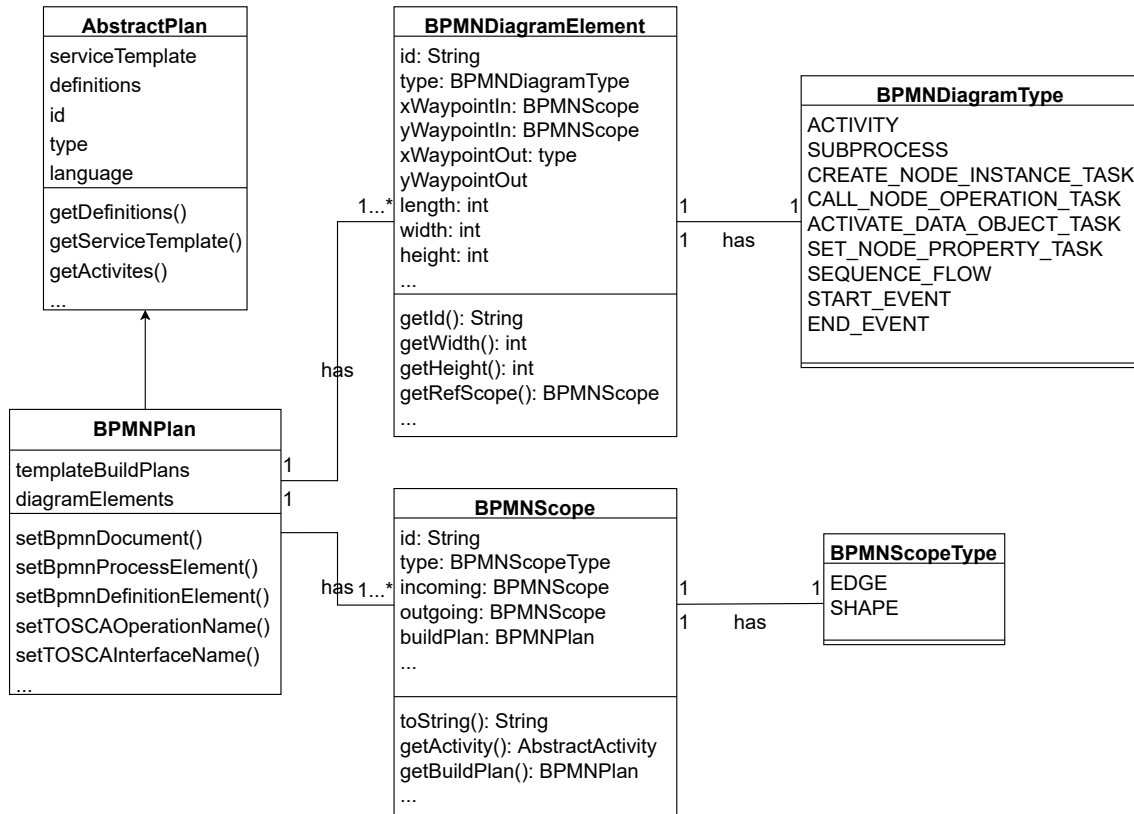 AbstractPlan
serviceTemplate
definitions
id
type
language
getDefinitions()
getServiceTemplate()
getActivites()
...
BPMNDiagramElement
id: String
type: BPMNDiagramType
xWaypointIn: BPMNScope
yWaypointIn: BPMNScope
xWaypointOut: type
yWaypointOut
length: int
width: int
height: int
...
getId(): String
getWidth(): int
getHeight(): int
getRefScope(): BPMNScope
...
BPMNDiagramType
ACTIVITY
SUBPROCESS
CREATE_NODE_INSTANCE_TASK
CALL_NODE_OPERATION_TASK
ACTIVATE_DATA_OBJECT_TASK
SET_NODE_PROPERTY_TASK
SEQUENCE_FLOW
START_EVENT
END_EVENT
1...*
1
1
1
has
has
BPMNPlan
templateBuildPlans
diagramElements
setBpmnDocument()
setBpmnProcessElement()
setBpmnDefinitionElement()
setTOSCAOperationName()
setTOSCAInterfaceName()
...
1
1
has
1...*
BPMNScope
id: String
type: BPMNScopeType
incoming: BPMNScope
outgoing: BPMNScope
buildPlan: BPMNPlan
...
toString(): String
getActivity(): AbstractActivity
getBuildPlan(): BPMNPlan
...
1
1
1
has
BPMNScopeType
EDGE
SHAPE